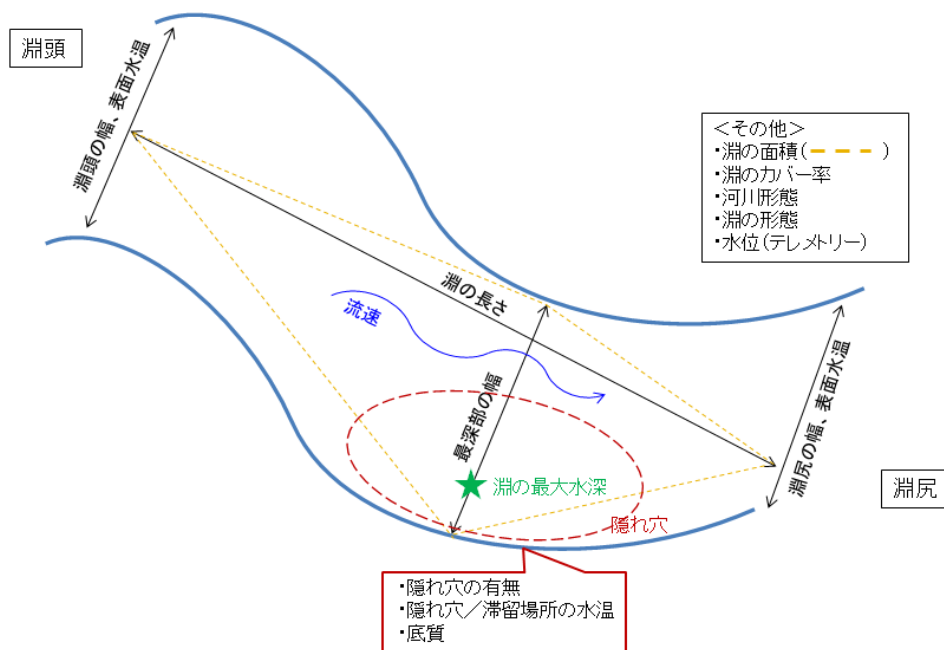 淵頭
淵頭の幅、表面水温
＜その他＞
・淵の面積( )
・淵のカバー率
・河川形態
・淵の形態
・水位(テレメトリー)
淵の長さ
流速
最深部の幅
淵尻の幅、表面水温
淵の最大水深
淵尻
隠れ穴
・隠れ穴の有無
・隠れ穴／滞留場所の水温
・底質